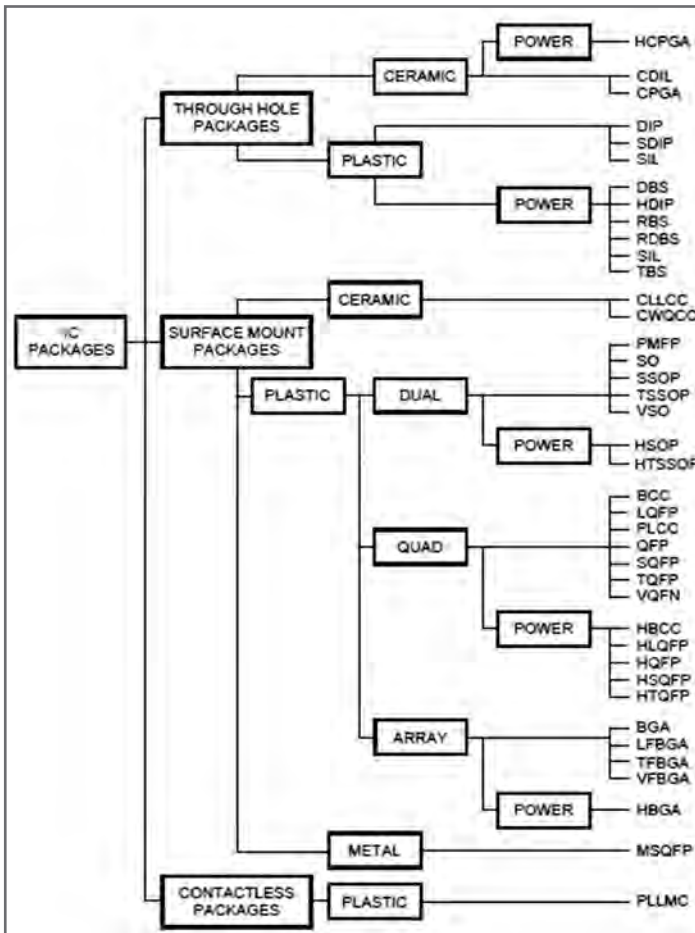 POWER
HCPGA
CERAMIC
CDIL
CPGA
THROUGH HOLE
PACKAGES
PLASTIC
DIP
SDIP
SIL
POWER
DBS
HDIP
RBS
RDBS
SIL
TBS
IC
PACKAGES
SURFACE MOUNT
PACKAGES
CERAMIC
CLLCC
CWQCC
PLASTIC
DUAL
PMFP
SO
SSOP
TSSOP
VSO
POWER
HSOP
HTSSOP
QUAD
BCC
LQFP
PLCC
QFP
SQFP
TQFP
VQFN
POWER
HBCC
HLQFP
HQFP
HSQFP
HTQFP
ARRAY
BGA
LFBGA
TFBGA
VFBGA
POWER
HBGA
METAL
MSQFP
CONTACTLESS
PACKAGES
PLASTIC
PLLMC